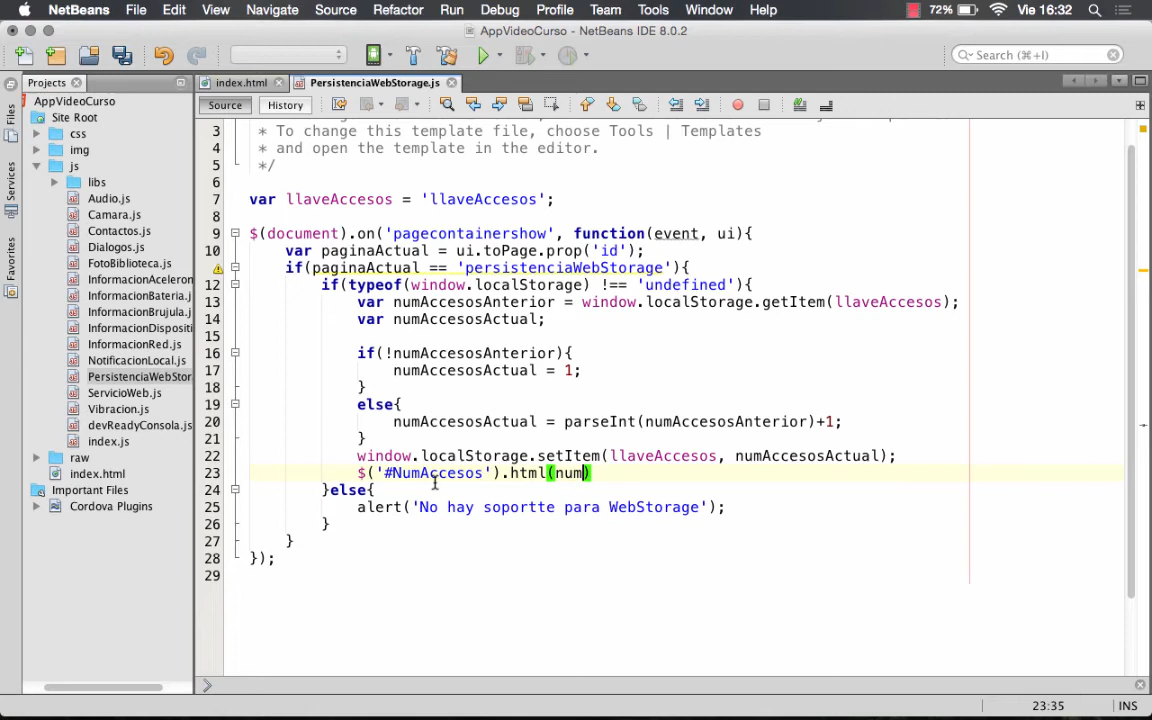 NetBeans File Edit View Navigate Source Refactor Run Debug Profile Team Tools Window Help 72% Vie 16:32
AppVideoCurso - NetBeans IDE 8.0.2
Search (⌘+I)
Projects
index.html
PersistenciaWebStorage.js
Source
History
Files
Services
Favorites
AppVideoCurso
Site Root
css
img
js
libs
Audio.js
Camara.js
Contactos.js
Dialogos.js
FotoBiblioteca.js
InformacionAceleron
InformacionBateria.j
InformacionBrujula.j
InformacionDispositi
InformacionRed.js
NotificacionLocal.js
PersistenciaWebStor
ServicioWeb.js
Vibracion.js
devReadyConsola.js
index.js
raw
index.html
Important Files
Cordova Plugins
3 * To change this template file, choose Tools | Templates
4 * and open the template in the editor.
5 */
6
7 var llaveAccesos = 'llaveAccesos';
8
9 $(document).on('pagecontainershow', function(event, ui){
10 var paginaActual = ui.toPage.prop('id');
if(paginaActual == 'persistenciaWebStorage'){
12 if(typeof(window.localStorage) !== 'undefined'){
13 var numAccesosAnterior = window.localStorage.getItem(llaveAccesos);
14 var numAccesosActual;
15
16 if(!numAccesosAnterior){
17 numAccesosActual = 1;
18 }
19 else{
20 numAccesosActual = parseInt(numAccesosAnterior)+1;
21 }
22 window.localStorage.setItem(llaveAccesos, numAccesosActual);
23 $('#NumAccesos').html(num)
24 }else{
25 alert('No hay soportte para WebStorage');
26 }
27 }
28 });
29
23:35 INS